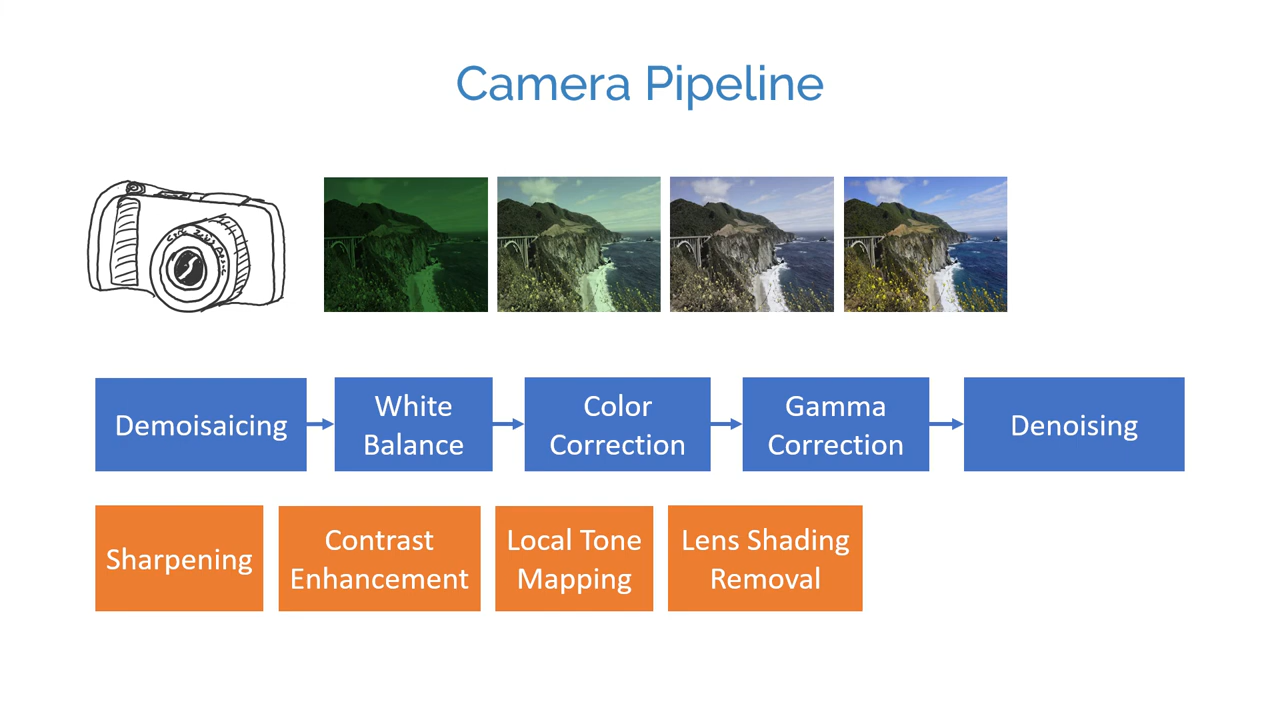 Camera Pipeline
Demoisaicing
White
Balance
Color
Correction
Gamma
Correction
Denoising
Sharpening
Contrast
Enhancement
Local Tone
Mapping
Lens Shading
Removal